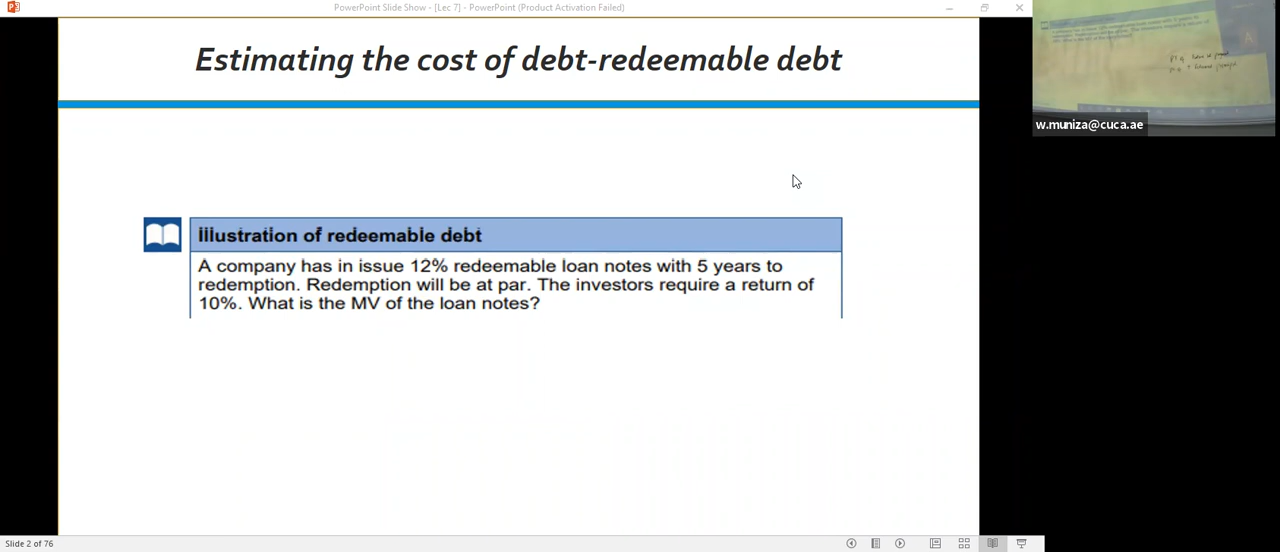 PowerPoint Slide Show - [Lec 7] - PowerPoint (Product Activation Failed)
Estimating the cost of debt-redeemable debt
w.muniza@cuca.ae
Illustration of redeemable debt
A company has in issue 12% redeemable loan notes with 5 years to
redemption. Redemption will be at par. The investors require a return of
10%. What is the MV of the loan notes?
Slide 2 of 76